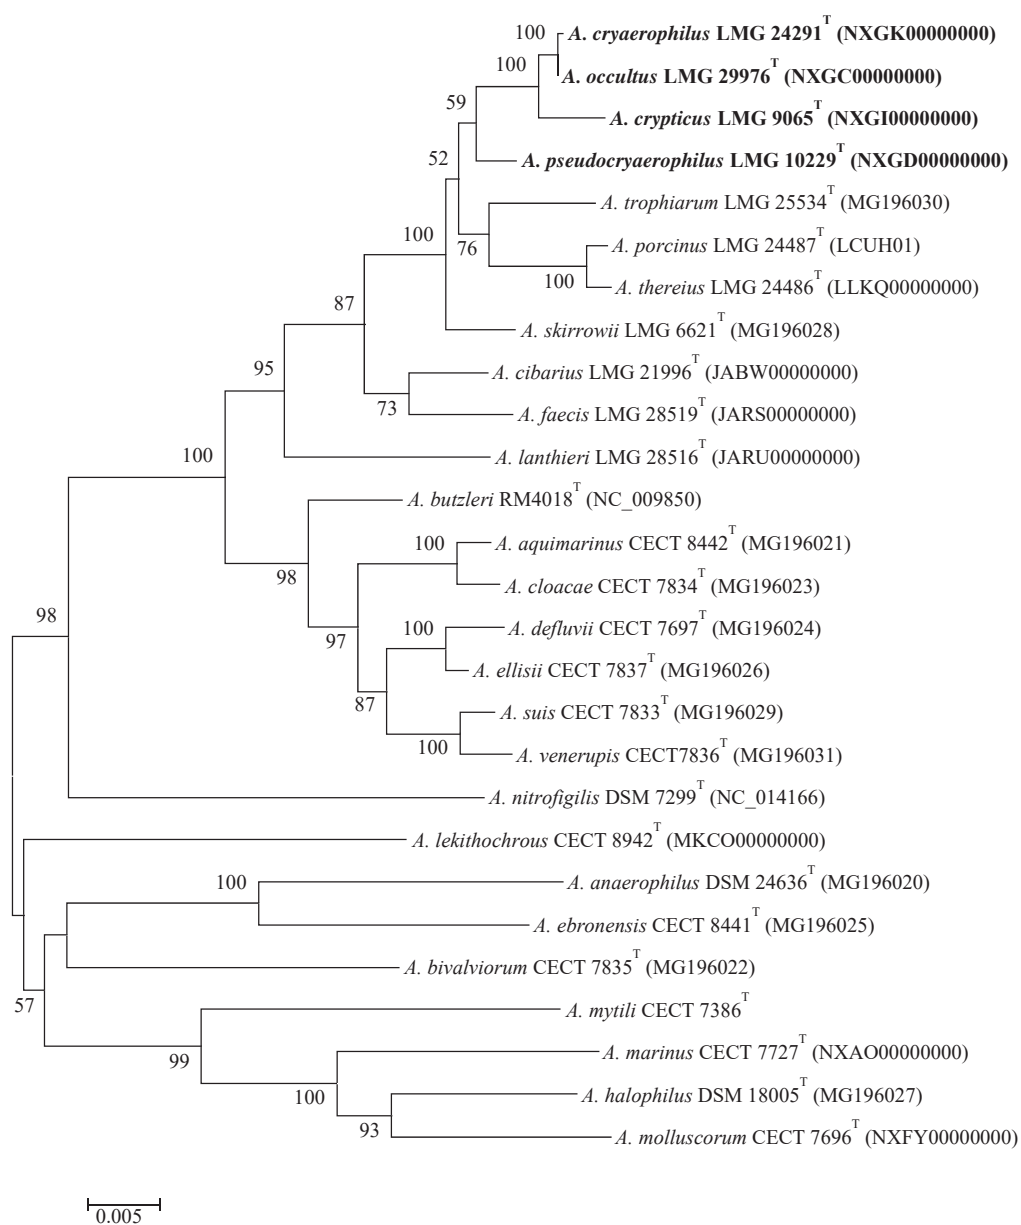 100
A. cryaerophilus LMG 24291T (NXGK00000000)
100
A. occultus LMG 29976T (NXGC00000000)
59
A. crypticus LMG 9065T (NXGI00000000)
52
A. pseudocryaerophilus LMG 10229T (NXGD00000000)
A. trophiarum LMG 25534T (MG196030)
100
76
A. porcinus LMG 24487T (LCUH01)
100
A. thereius LMG 24486T (LLKQ00000000)
87
A. skirrowii LMG 6621T (MG196028)
95
A. cibarius LMG 21996T (JABW00000000)
73
A. faecis LMG 28519T (JARS00000000)
100
A. lanthieri LMG 28516T (JARU00000000)
A. butzleri RM4018T (NC_009850)
100
A. aquimarinus CECT 8442T (MG196021)
98
A. cloacae CECT 7834T (MG196023)
98
100
A. defluvii CECT 7697T (MG196024)
97
A. ellisii CECT 7837T (MG196026)
87
A. suis CECT 7833T (MG196029)
100
A. venerupis CECT7836T (MG196031)
A. nitrofigilis DSM 7299T (NC_014166)
A. lekithochrous CECT 8942T (MKCO00000000)
100
A. anaerophilus DSM 24636T (MG196020)
A. ebronensis CECT 8441T (MG196025)
A. bivalviorum CECT 7835T (MG196022)
57
A. mytili CECT 7386T
99
A. marinus CECT 7727T (NXAO00000000)
100
A. halophilus DSM 18005T (MG196027)
93
A. molluscorum CECT 7696T (NXFY00000000)
0.005